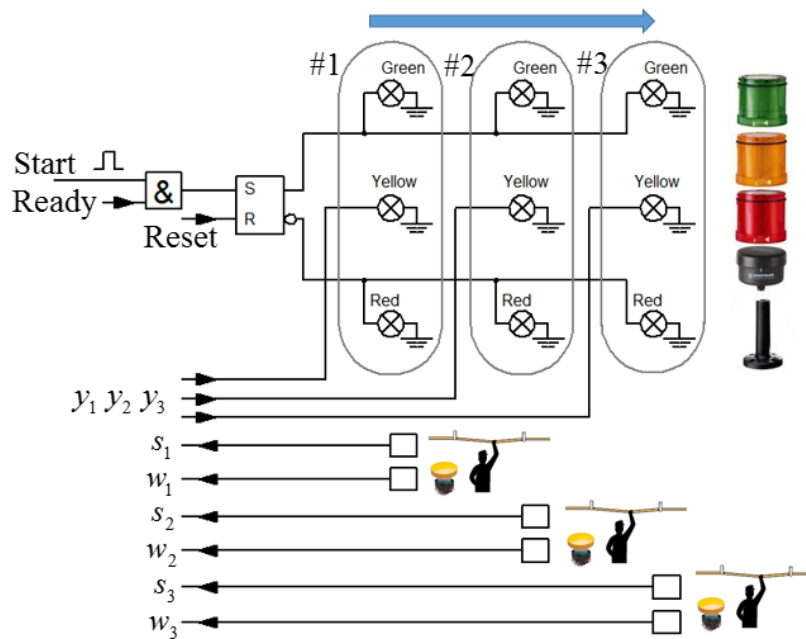 #1 #2 #3
Green Green Green
Start
&
S
Ready
Reset
R
Yellow Yellow Yellow
Red Red Red
y₁ y₂ y₃
s₁
w₁
s₂
w₂
s₃
w₃